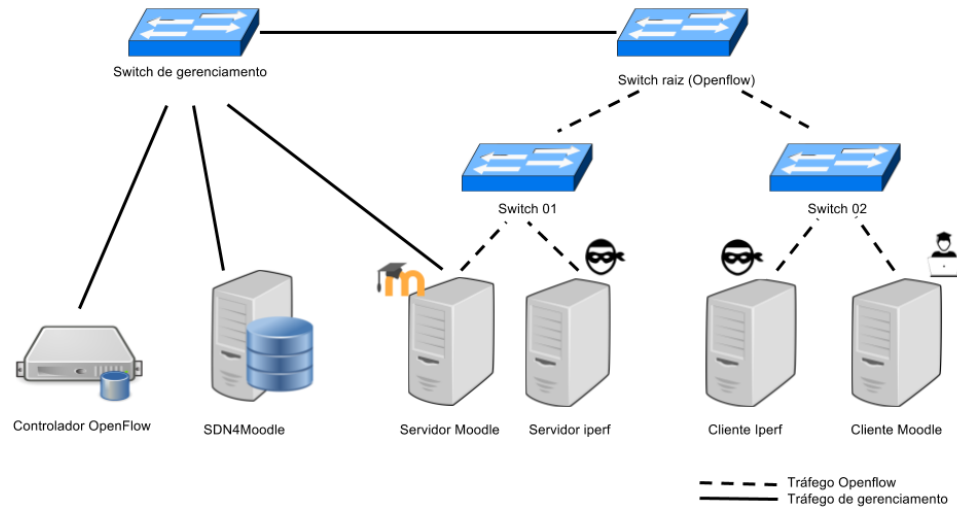 Switch de gerenciamento
Switch raiz (Openflow)
Switch 01
Switch 02
m
Controlador OpenFlow
SDN4Moodle
Servidor Moodle
Servidor iperf
Cliente Iperf
Cliente Moodle
Tráfego Openflow
Tráfego de gerenciamento